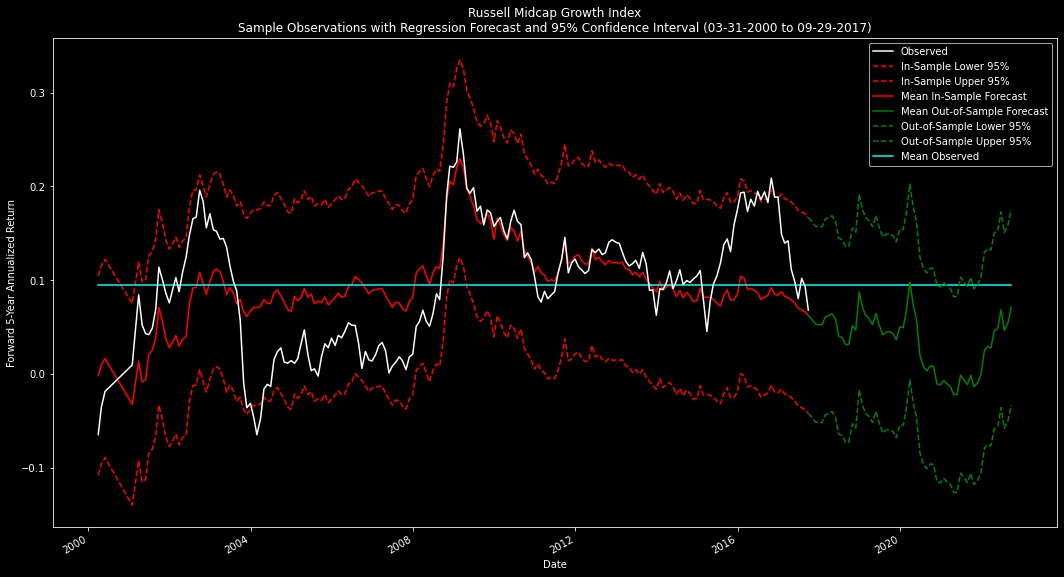 Russell Midcap Growth Index
Sample Observations with Regression Forecast and 95% Confidence Interval (03-31-2000 to 09-29-2017)
Observed
In-Sample Lower 95%
In-Sample Upper 95%
Mean In-Sample Forecast
Mean Out-of-Sample Forecast
Out-of-Sample Lower 95%
Out-of-Sample Upper 95%
Mean Observed
Forward 5-Year Annualized Return
0.3
0.2
0.1
0.0
−0.1
2000
2004
2008
2012
2016
2020
Date